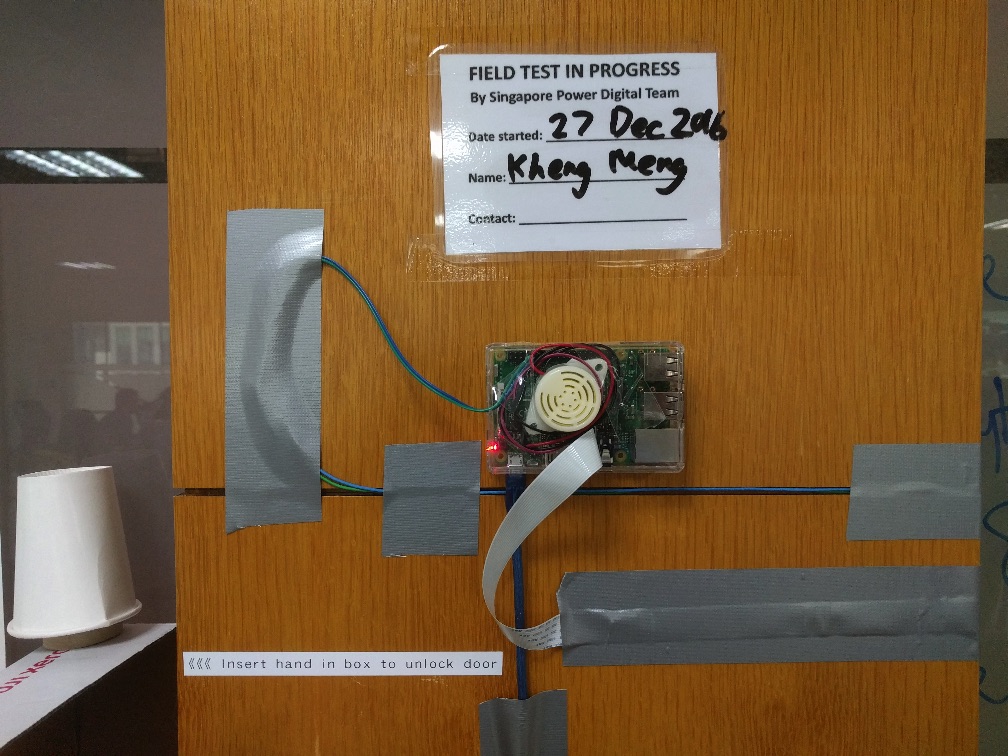 FIELD TEST IN PROGRESS
By Singapore Power Digital Team
Date started: 27 Dec 2016
Name: Kheng Meng
Contact:
⟪⟨ Insert hand in box to unlock door